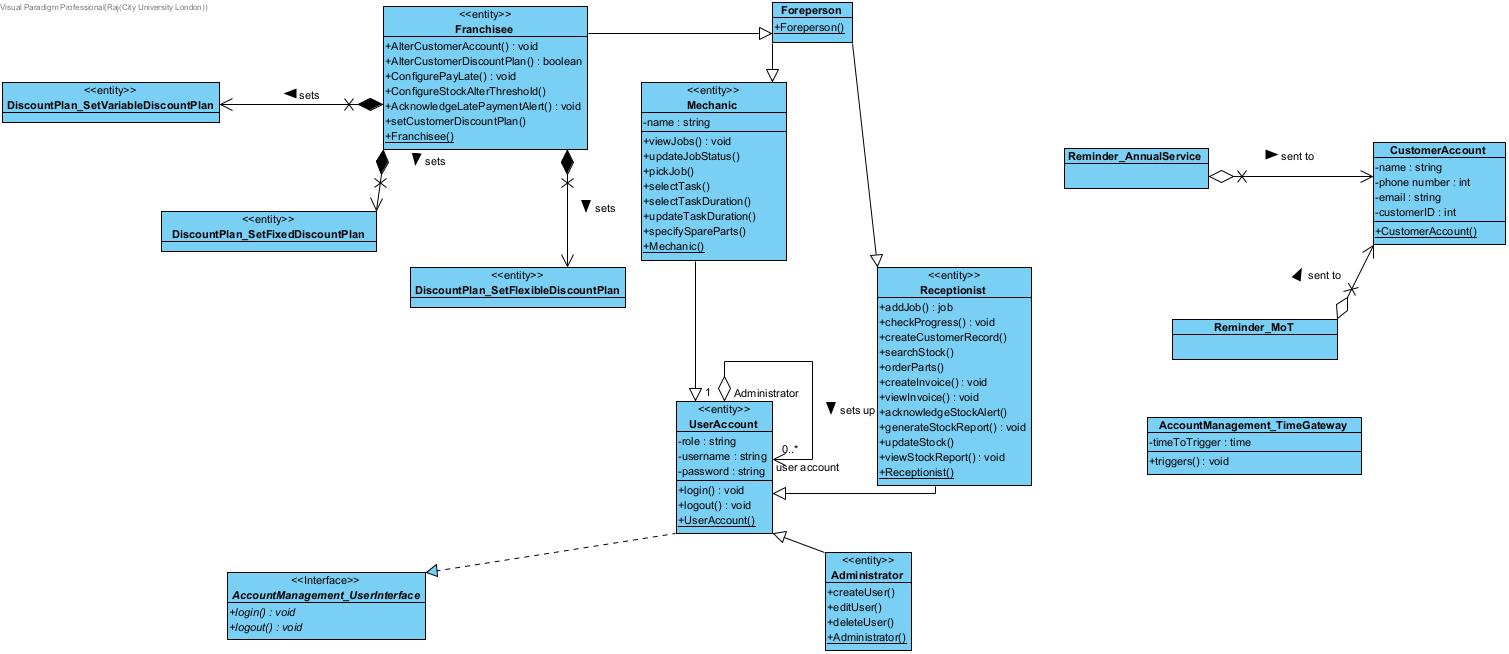 Visual Paradigm Professional(Raj(City University London))
<<entity>>
Franchisee
+AlterCustomerAccount() : void
+AlterCustomerDiscountPlan() : boolean
+ConfigurePayLate() : void
+ConfigureStockAlterThreshold()
+AcknowledgeLatePaymentAlert() : void
+setCustomerDiscountPlan()
+Franchisee()
Foreperson
+Foreperson()
<<entity>>
DiscountPlan_SetVariableDiscountPlan
sets
sets
sets
<<entity>>
DiscountPlan_SetFixedDiscountPlan
<<entity>>
DiscountPlan_SetFlexibleDiscountPlan
<<entity>>
Mechanic
-name : string
+viewJobs() : void
+updateJobStatus()
+pickJob()
+selectTask()
+selectTaskDuration()
+updateTaskDuration()
+specifySpareParts()
+Mechanic()
Reminder_AnnualService
sent to
CustomerAccount
-name : string
-phone number : int
-email : string
-customerID : int
+CustomerAccount()
sent to
Reminder_MoT
<<entity>>
Receptionist
+addJob() : job
+checkProgress() : void
+createCustomerRecord()
+searchStock()
+orderParts()
+createInvoice() : void
+viewInvoice() : void
+acknowledgeStockAlert()
+generateStockReport() : void
+updateStock()
+viewStockReport() : void
+Receptionist()
1
Administrator
sets up
0..*
user account
<<entity>>
UserAccount
-role : string
-username : string
-password : string
+login() : void
+logout() : void
+UserAccount()
AccountManagement_TimeGateway
-timeToTrigger : time
+triggers() : void
<<Interface>>
AccountManagement_UserInterface
+login() : void
+logout() : void
<<entity>>
Administrator
+createUser()
+editUser()
+deleteUser()
+Administrator()